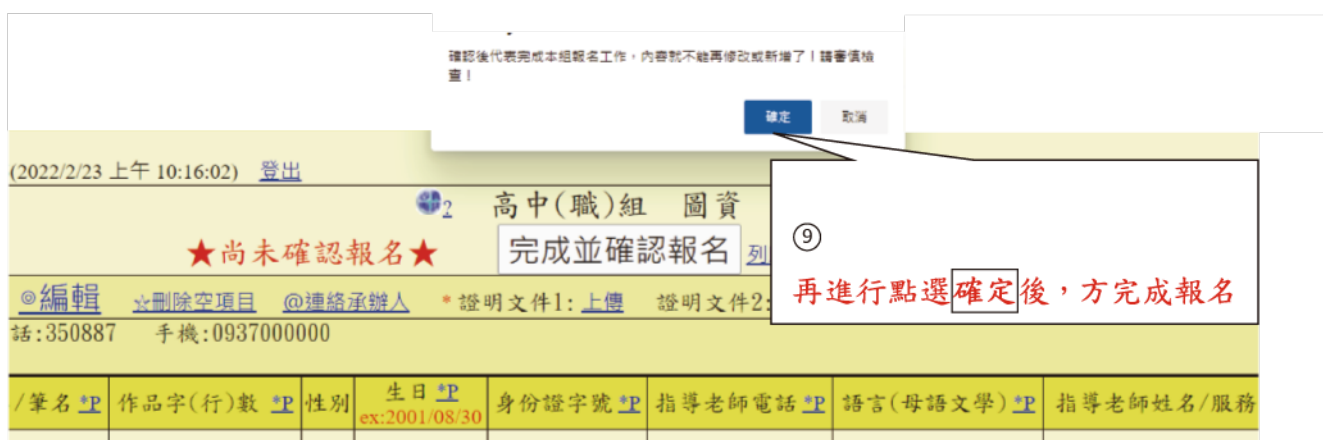 確認後代表完成本組報名工作，內容就不能再修改或新增了！請審慎檢
查！
確定 取消
(2022/2/23 上午 10:16:02) 登出
? 高中(職)組 圖資
★尚未確認報名★ 完成並確認報名 列
⑨
再進行點選確定後，方完成報名
◎編輯 ☆刪除空項目 @連絡承辦人 *證明文件1: 上傳 證明文件2:
話:350887 手機:0937000000
/筆名 *P 作品字(行)數 *P 性別 生日 *P 身份證字號 *P 指導老師電話 *P 語言(母語文學) *P 指導老師姓名/服務
ex:2001/08/30